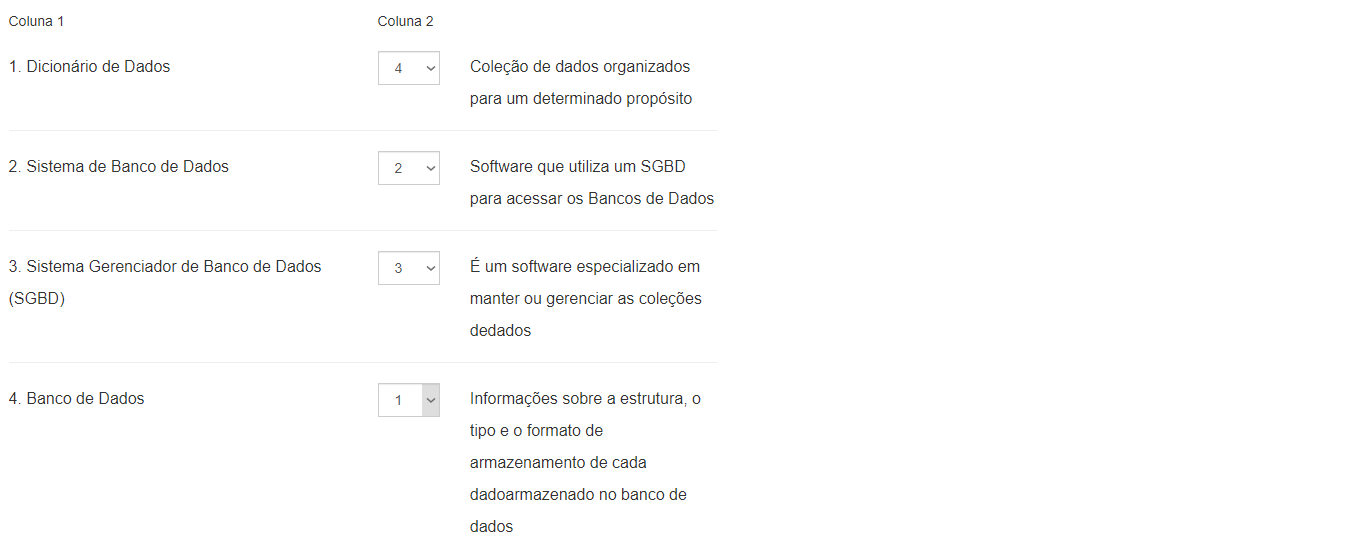 Coluna 1
Coluna 2
1. Dicionário de Dados
4
Coleção de dados organizados
para um determinado propósito
2. Sistema de Banco de Dados
2
Software que utiliza um SGBD
para acessar os Bancos de Dados
3. Sistema Gerenciador de Banco de Dados
(SGBD)
3
É um software especializado em
manter ou gerenciar as coleções
dedados
4. Banco de Dados
1
Informações sobre a estrutura, o
tipo e o formato de
armazenamento de cada
dadoarmazenado no banco de
dados